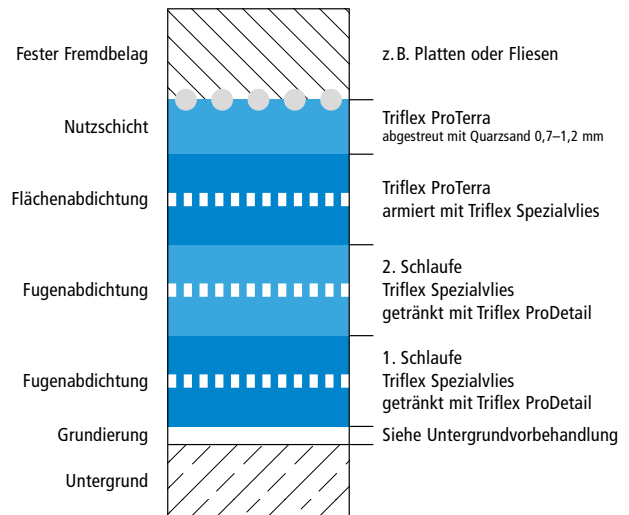 Fester Fremdbelag
z. B. Platten oder Fliesen
Nutzschicht
Triflex ProTerra
abgestreut mit Quarzsand 0,7–1,2 mm
Flächenabdichtung
Triflex ProTerra
armiert mit Triflex Spezialvlies
Fugenabdichtung
2. Schlaufe
Triflex Spezialvlies
getränkt mit Triflex ProDetail
Fugenabdichtung
1. Schlaufe
Triflex Spezialvlies
getränkt mit Triflex ProDetail
Grundierung
Siehe Untergrundvorbehandlung
Untergrund